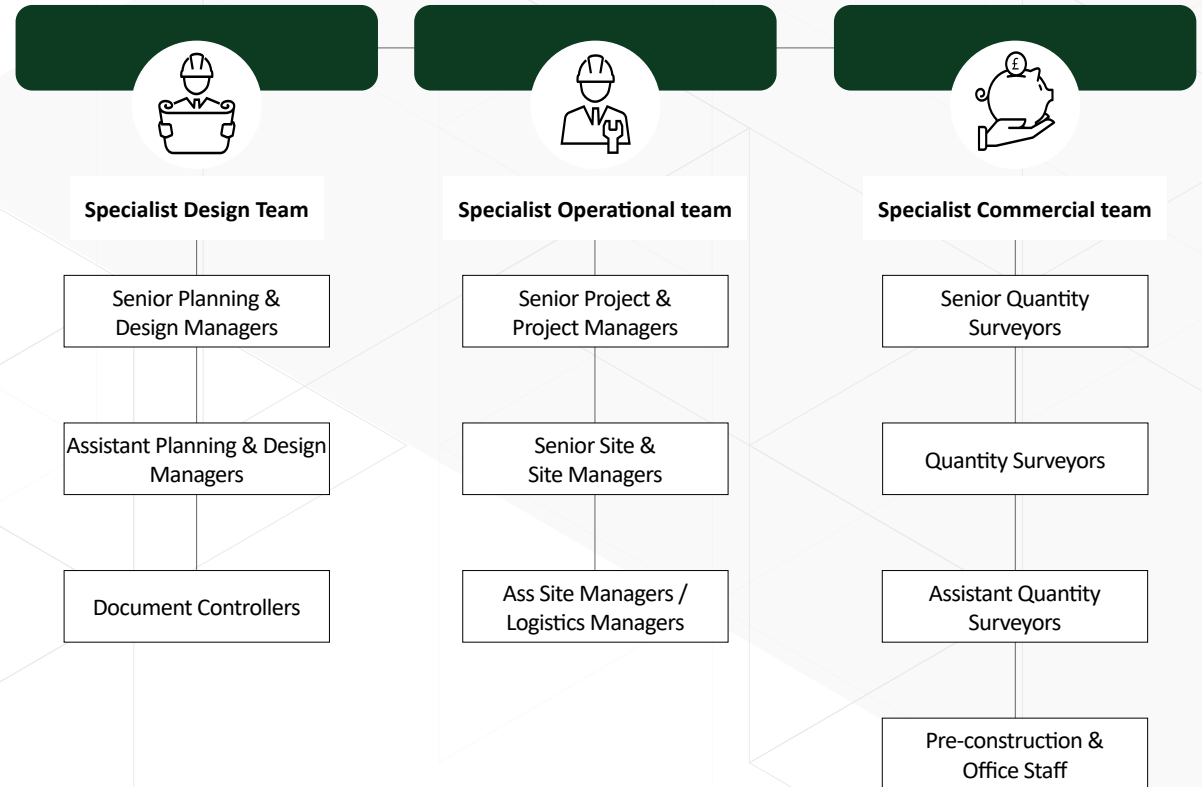 £
Specialist Design Team
Senior Planning &
Design Managers
Assistant Planning & Design
Managers
Document Controllers
Specialist Operational team
Senior Project &
Project Managers
Senior Site &
Site Managers
Ass Site Managers /
Logistics Managers
Specialist Commercial team
Senior Quantity
Surveyors
Quantity Surveyors
Assistant Quantity
Surveyors
Pre-construction &
Office Staff